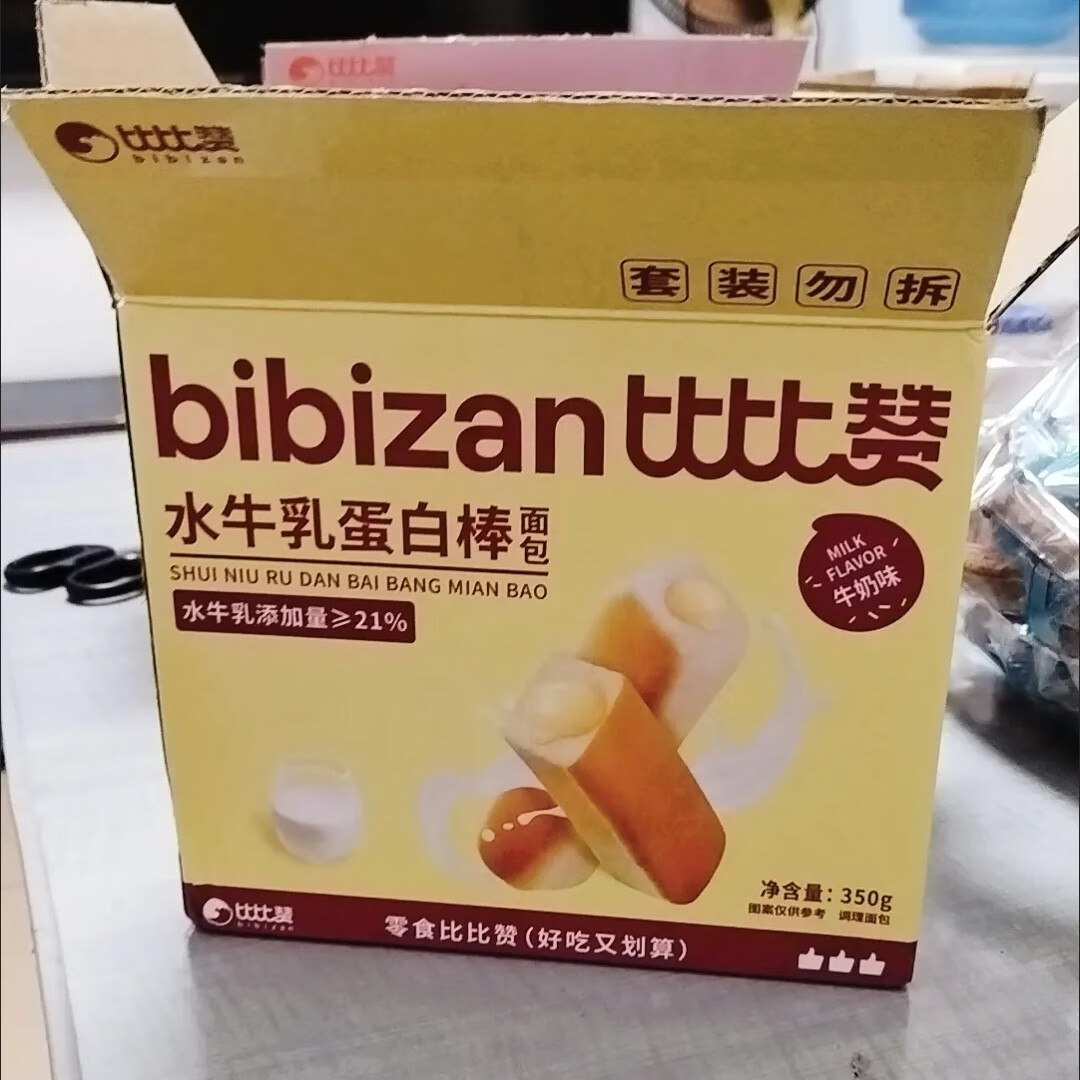 比比赞
比比赞
bibizan
套装勿拆
bibizan比比赞
水牛乳蛋白棒面包
SHUI NIU RU DAN BAI BANG MIAN BAO
水牛乳添加量≥21%
MILK
FLAVOR
牛奶味
净含量：350g
图案仅供参考 调理面包
比比赞
bibizan
零食比比赞（好吃又划算）